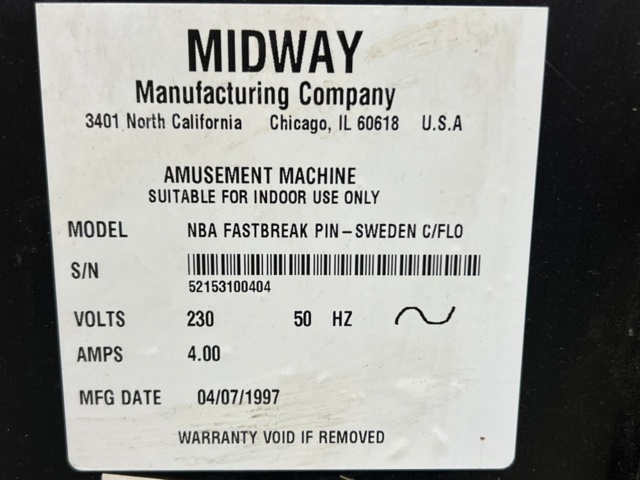 MIDWAY
Manufacturing Company
3401 North California Chicago, IL 60618 U.S.A
AMUSEMENT MACHINE
SUITABLE FOR INDOOR USE ONLY
MODEL NBA FASTBREAK PIN-SWEDEN C/FLO
S/N
52153100404
VOLTS 230 50 HZ
AMPS 4.00
MFG DATE 04/07/1997
WARRANTY VOID IF REMOVED